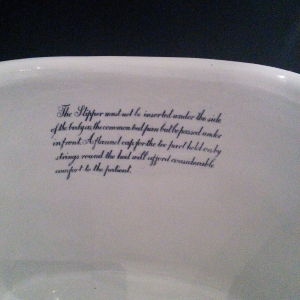 The Slipper must not be inserted under the side
of the body as the common bed pan but be passed under
in front. A flannel cap for the toe part held on by
strings round the heel will afford considerable
comfort to the patient.